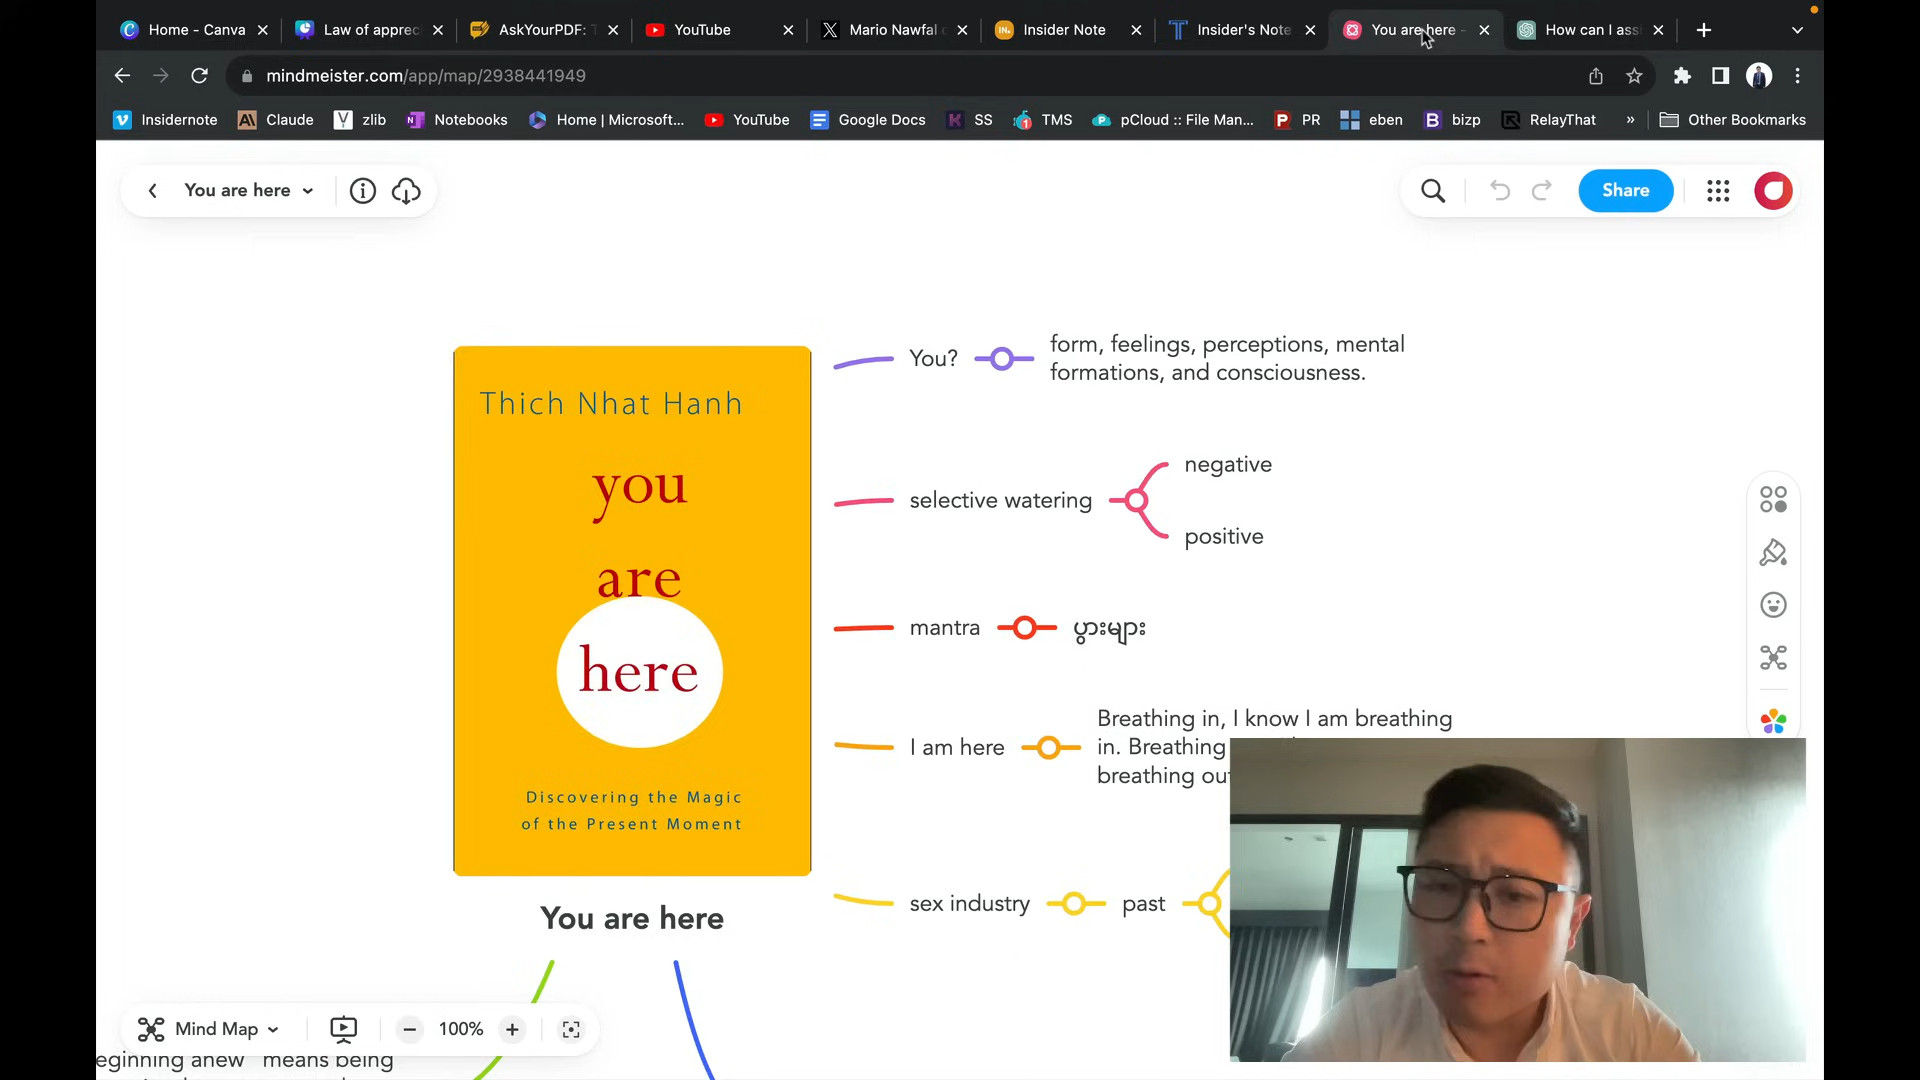 Home - Canva
Law of apprec
AskYourPDF: T
YouTube
Mario Nawfal o
Insider Note
Insider's Note
You are here -
How can I assi
mindmeister.com/app/map/2938441949
Insidernote
Claude
zlib
Notebooks
Home | Microsoft...
YouTube
Google Docs
SS
TMS
pCloud :: File Man...
PR
eben
bizp
RelayThat
»
Other Bookmarks
You are here
Share
Thich Nhat Hanh
you
are
here
Discovering the Magic
of the Present Moment
You are here
You?
form, feelings, perceptions, mental
formations, and consciousness.
selective watering
negative
positive
mantra
ပွားများ
I am here
Breathing in, I know I am breathing
in. Breathing
breathing out
sex industry
past
Mind Map
100%
eginning anew" means being